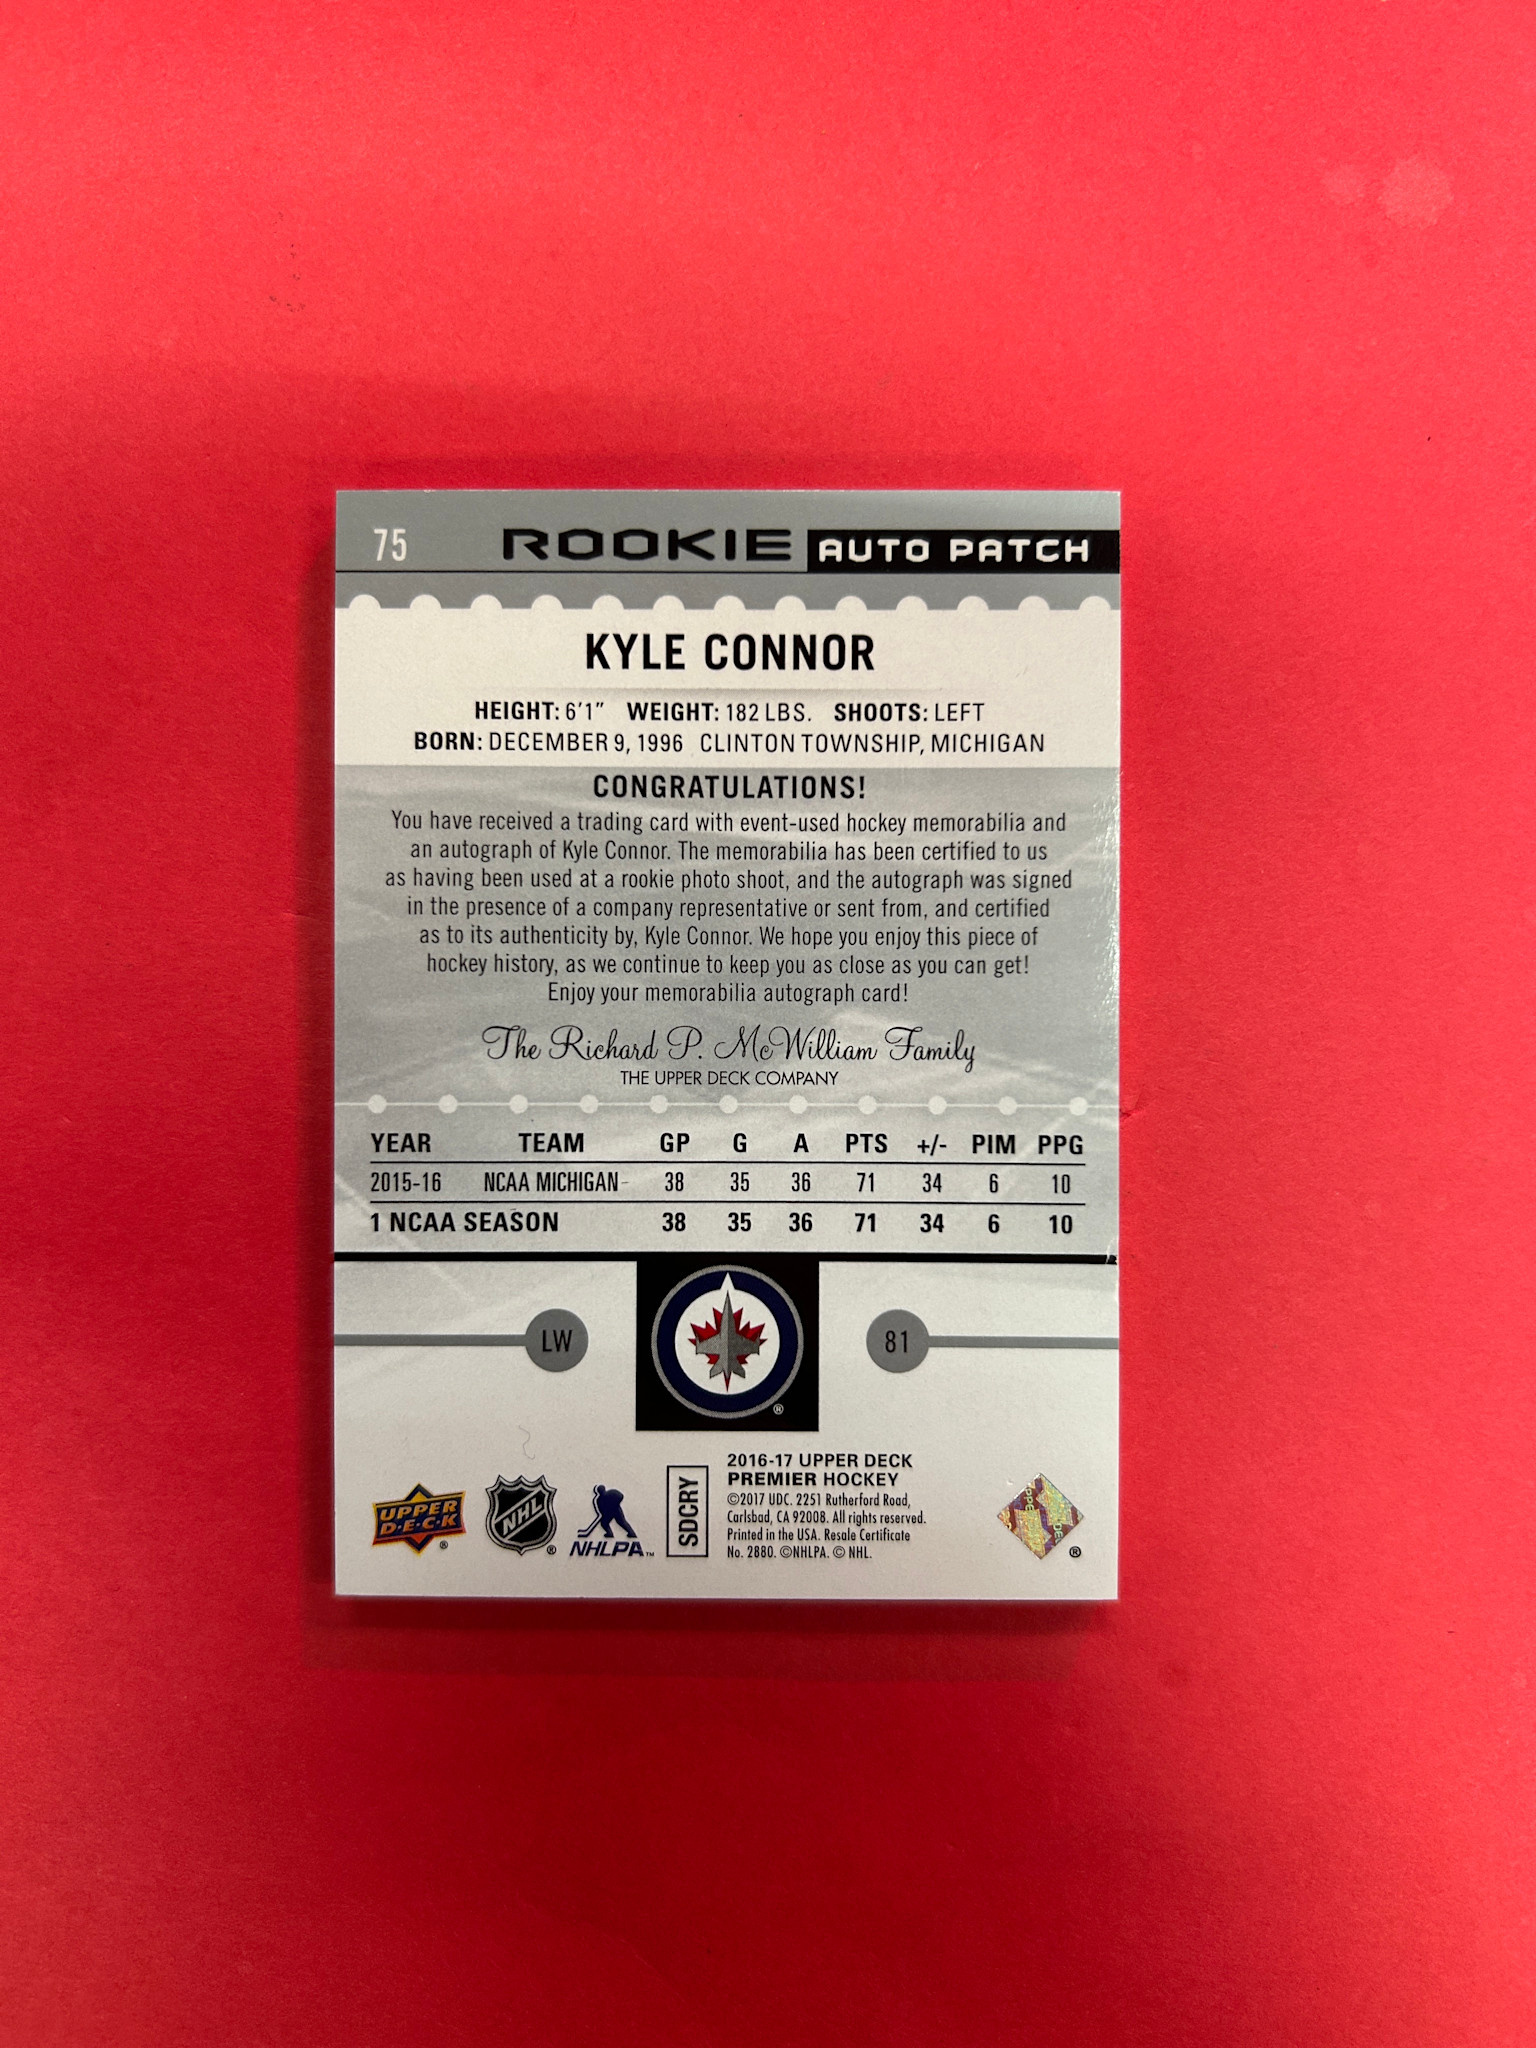 75 ROOKIE AUTO PATCH
KYLE CONNOR
HEIGHT: 6'1" WEIGHT: 182 LBS. SHOOTS: LEFT
BORN: DECEMBER 9, 1996 CLINTON TOWNSHIP, MICHIGAN
CONGRATULATIONS!
You have received a trading card with event-used hockey memorabilia and
an autograph of Kyle Connor. The memorabilia has been certified to us
as having been used at a rookie photo shoot, and the autograph was signed
in the presence of a company representative or sent from, and certified
as to its authenticity by, Kyle Connor. We hope you enjoy this piece of
hockey history, as we continue to keep you as close as you can get!
Enjoy your memorabilia autograph card!
The Richard P. McWilliam Family
THE UPPER DECK COMPANY
YEAR TEAM GP G A PTS +/- PIM PPG
2015-16 NCAA MICHIGAN 38 35 36 71 34 6 10
1 NCAA SEASON 38 35 36 71 34 6 10
LW 81
®
UPPER
D·E·C·K
®
NHL
®
NHLPA™
SDCRY
2016-17 UPPER DECK
PREMIER HOCKEY
©2017 UDC. 2251 Rutherford Road,
Carlsbad, CA 92008. All rights reserved.
Printed in the USA. Resale Certificate
No. 2880. ©NHLPA. © NHL.
®